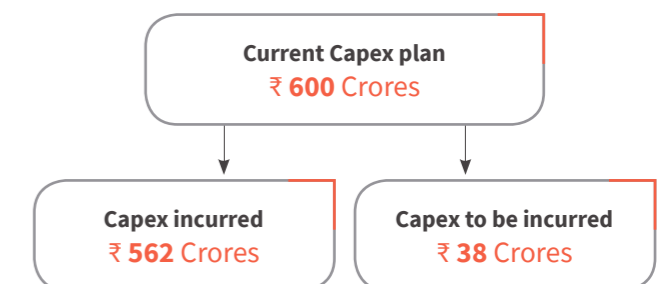 Current Capex plan
₹ 600 Crores
Capex incurred
₹ 562 Crores
Capex to be incurred
₹ 38 Crores